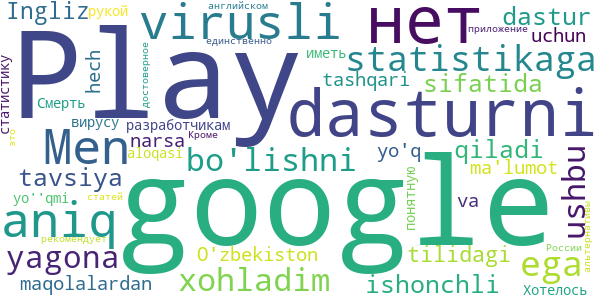 Ingliz рукой английском
virusli нет dastur
Play приложение uchun
единственно
статистику hech достоверное иметь statistikaga
tashqari sifatida
Смерть dasturni
вирусу разработчикам
Men narsa Кроме yo'q qiladi ushbu
это aloqasi bo'lishni ma'lumot
tavsiya google понятную
yo''qmi статей va
aniq O'zbekiston tilidagi ega альтернативы
рекомендует России
yagona xohladim
maqolalardan ishonchli Хотелось